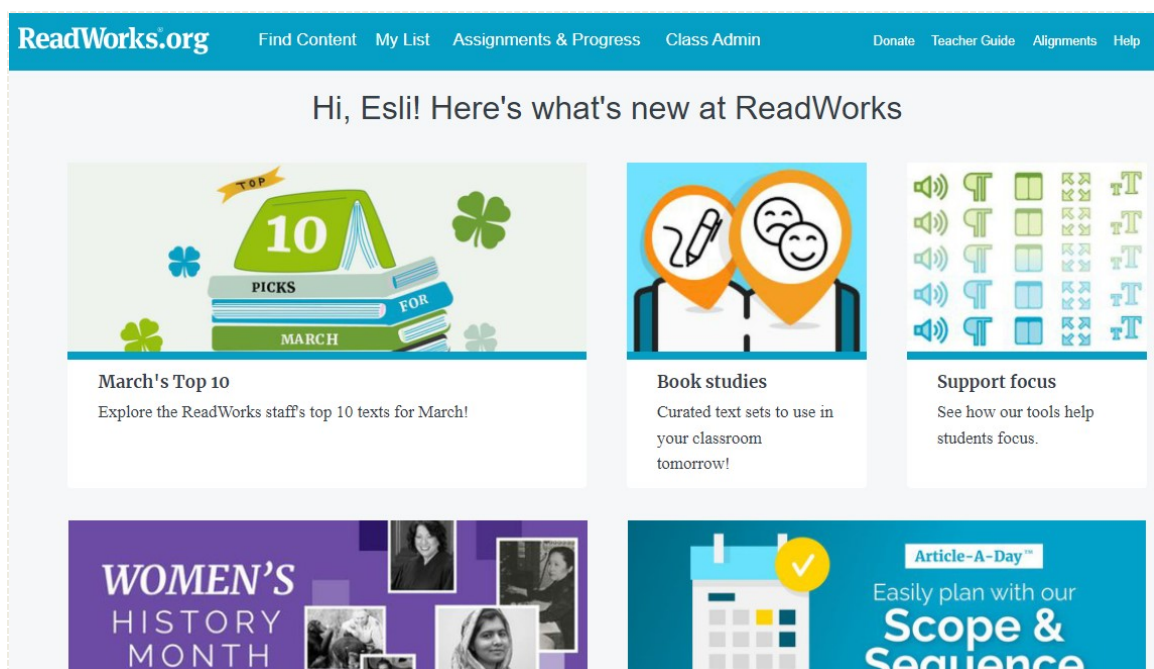 ReadWorks.org
Find Content My List Assignments & Progress Class Admin
Donate Teacher Guide Alignments Help
Hi, Esli! Here's what's new at ReadWorks
TOP
10
PICKS
FOR
MARCH
March's Top 10
Explore the ReadWorks staff's top 10 texts for March!
Book studies
Curated text sets to use in
your classroom
tomorrow!
Support focus
See how our tools help
students focus.
WOMEN'S
HISTORY
MONTH
Article-A-Day™
Easily plan with our
Scope &
Sequence